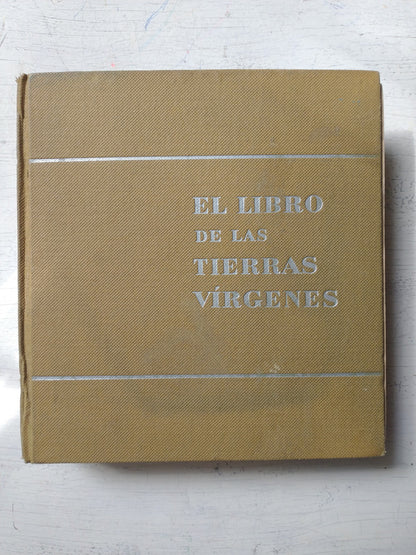 EL LIBRO
DE LAS
TIERRAS
VÍRGENES